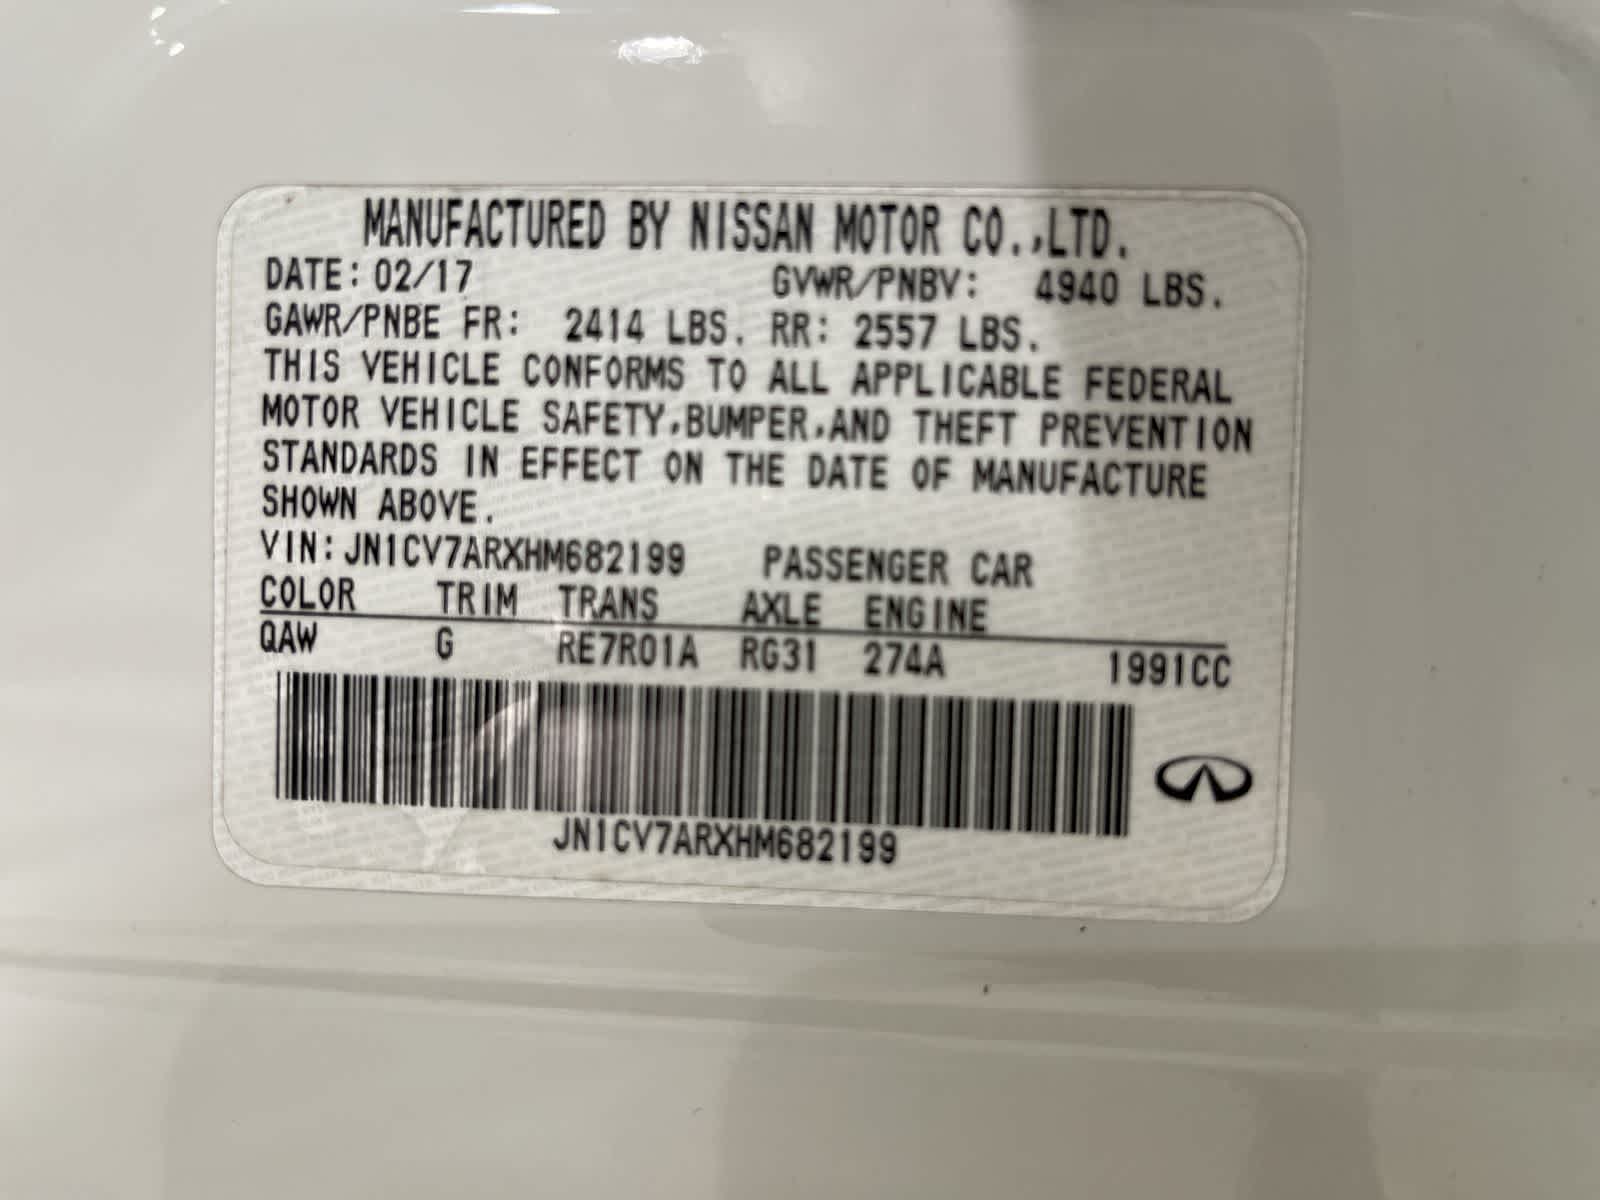 MANUFACTURED BY NISSAN MOTOR CO.,LTD.
DATE: 02/17 GVWR/PNBV: 4940 LBS.
GAWR/PNBE FR: 2414 LBS. RR: 2557 LBS.
THIS VEHICLE CONFORMS TO ALL APPLICABLE FEDERAL
MOTOR VEHICLE SAFETY,BUMPER,AND THEFT PREVENTION
STANDARDS IN EFFECT ON THE DATE OF MANUFACTURE
SHOWN ABOVE.
VIN: JN1CV7ARXHM682199 PASSENGER CAR
COLOR TRIM TRANS AXLE ENGINE
QAW G RE7R01A RG31 274A 1991CC
JN1CV7ARXHM682199